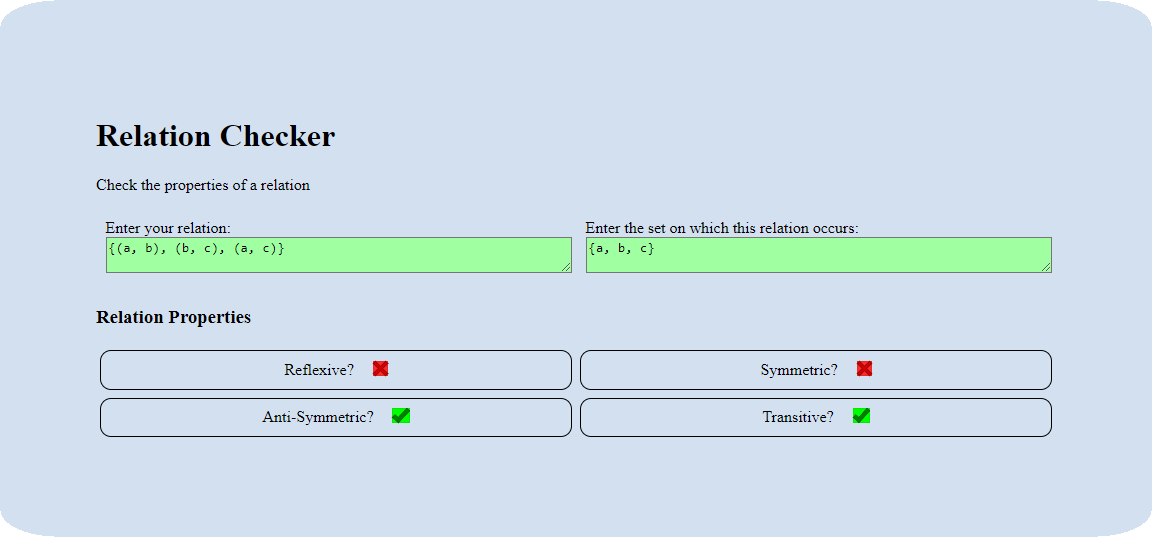 Relation Checker
Check the properties of a relation
Enter your relation:
{(a, b), (b, c), (a, c)}
Enter the set on which this relation occurs:
{a, b, c}
Relation Properties
Reflexive?
Symmetric?
Anti-Symmetric?
Transitive?